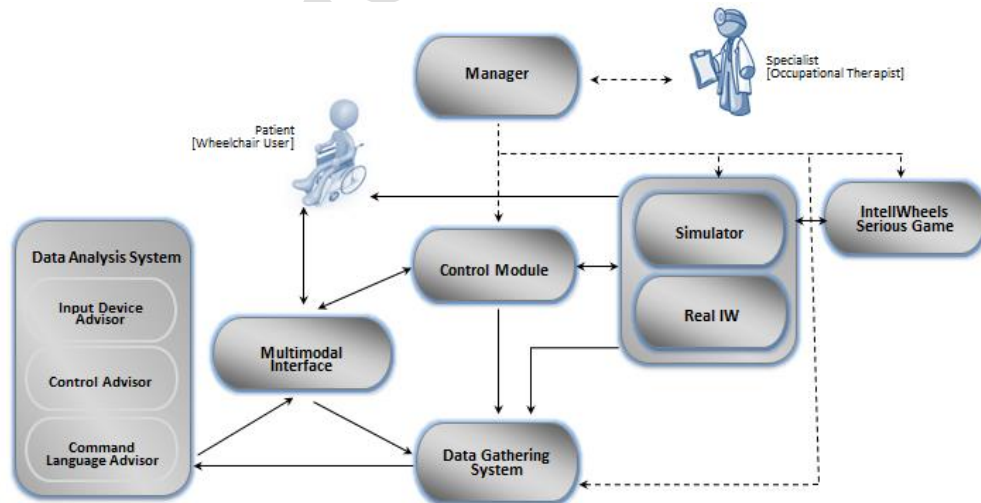 Manager
Specialist
[Occupational Therapist]
Patient
[Wheelchair User]
Simulator
IntellWheels
Serious Game
Data Analysis System
Control Module
Input Device
Advisor
Real IW
Multimodal
Interface
Control Advisor
Command
Language Advisor
Data Gathering
System